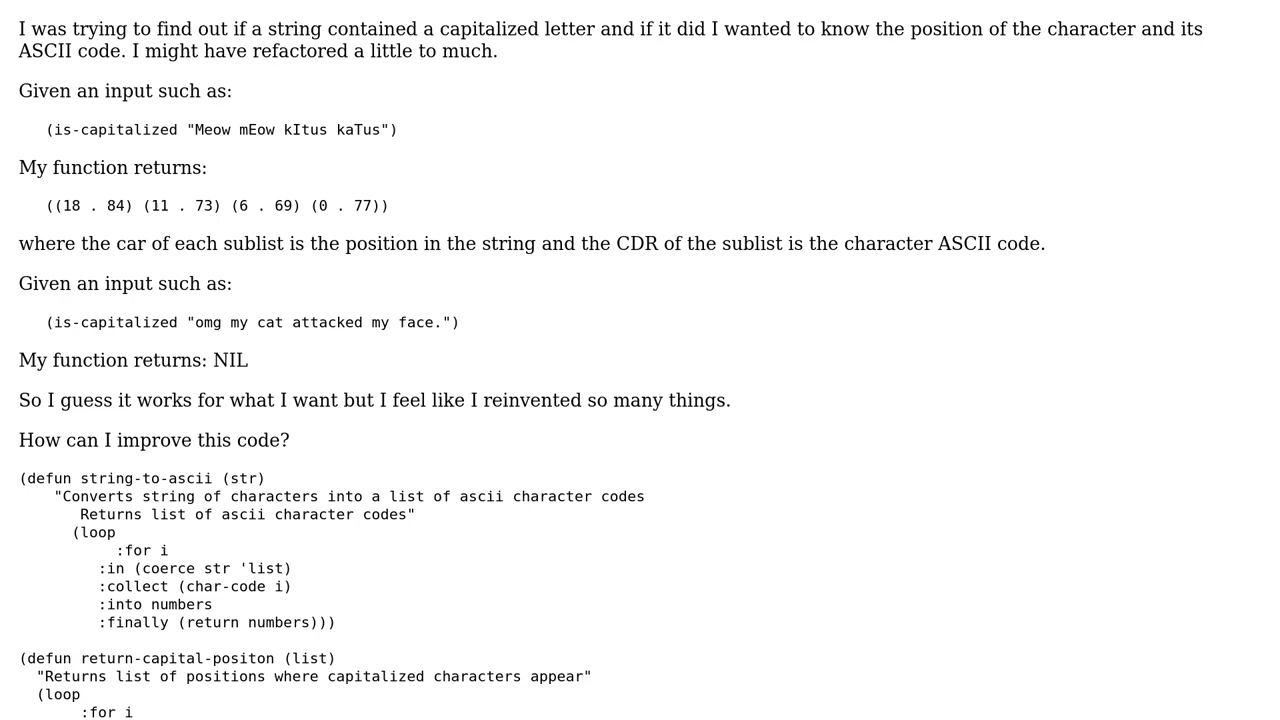 I was trying to find out if a string contained a capitalized letter and if it did I wanted to know the position of the character and its
ASCII code. I might have refactored a little to much.
Given an input such as:
(is-capitalized "Meow mEow kItus kaTus")
My function returns:
((18 . 84) (11 . 73) (6 . 69) (0 . 77))
where the car of each sublist is the position in the string and the CDR of the sublist is the character ASCII code.
Given an input such as:
(is-capitalized "omg my cat attacked my face.")
My function returns: NIL
So I guess it works for what I want but I feel like I reinvented so many things.
How can I improve this code?
(defun string-to-ascii (str)
    "Converts string of characters into a list of ascii character codes
       Returns list of ascii character codes"
      (loop
           :for i
         :in (coerce str 'list)
         :collect (char-code i)
         :into numbers
         :finally (return numbers)))
(defun return-capital-positon (list)
  "Returns list of positions where capitalized characters appear"
  (loop
       :for i